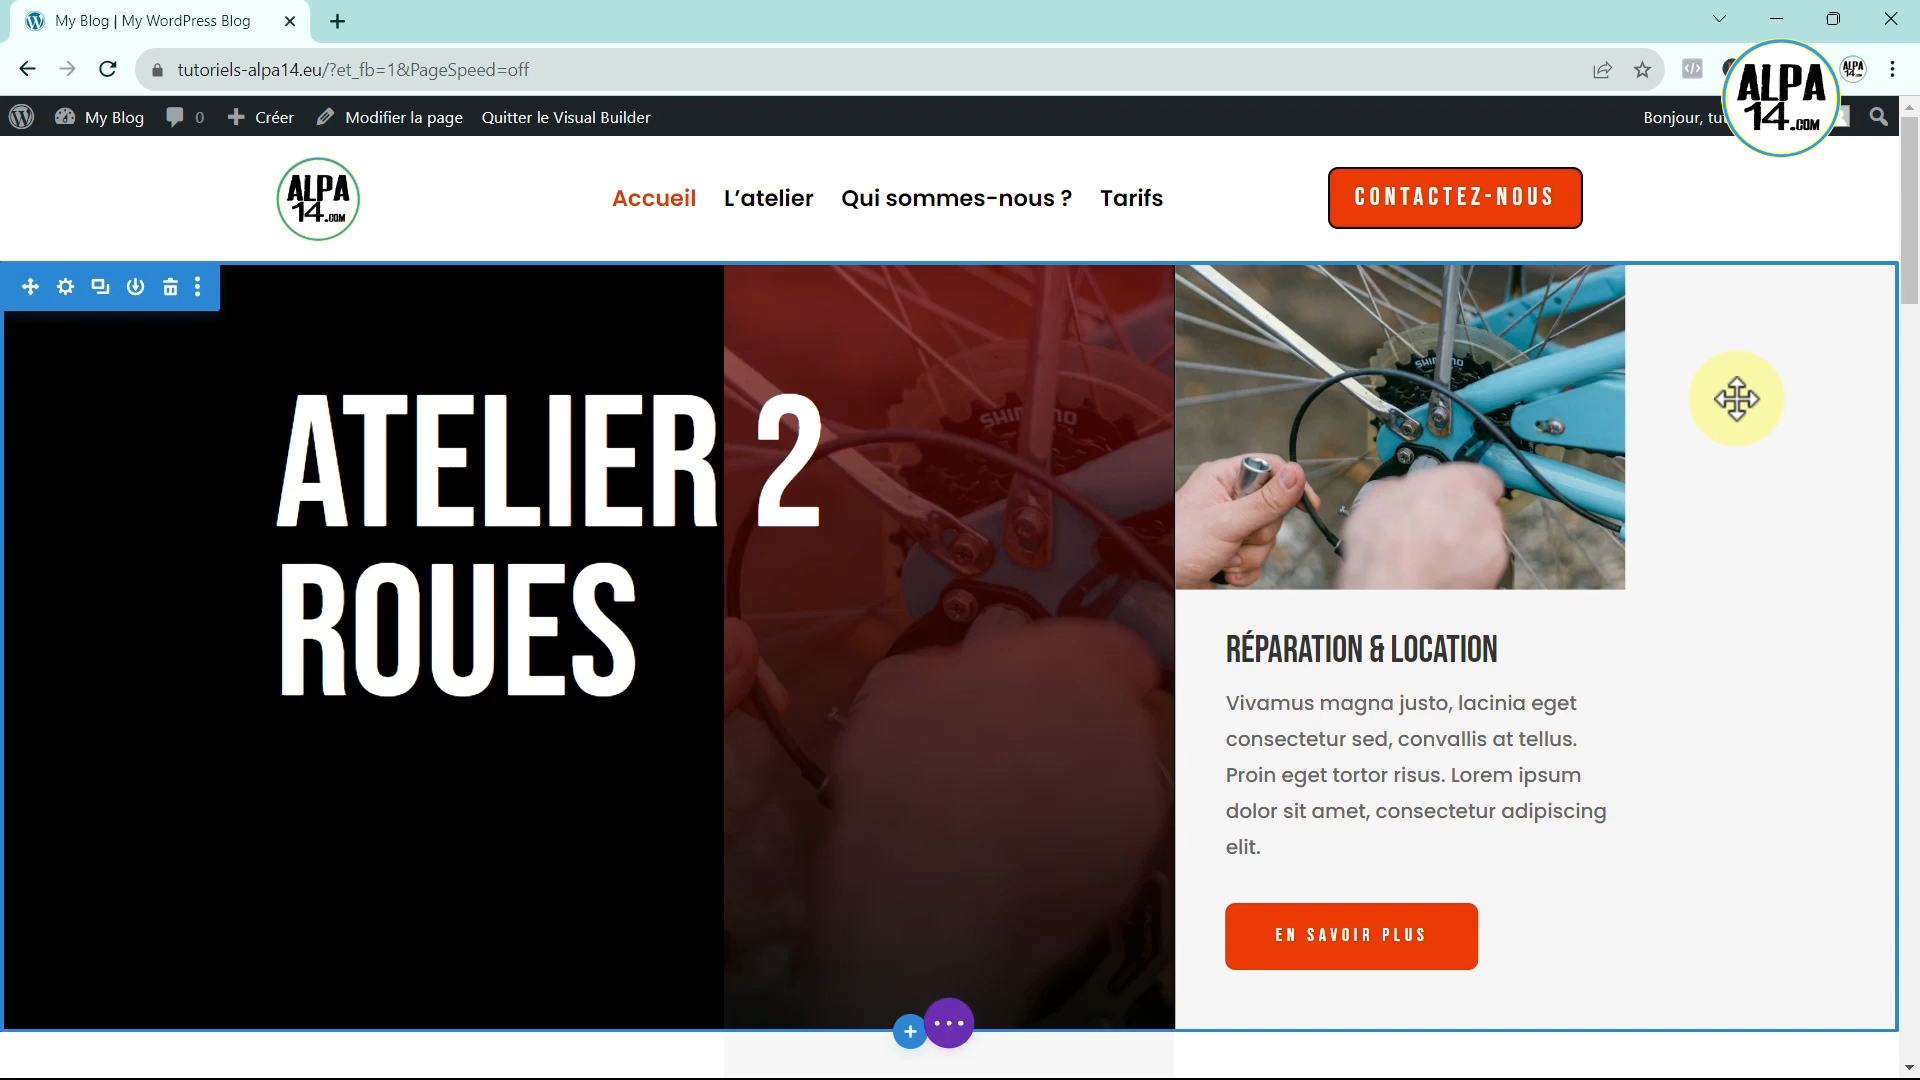 My Blog | My WordPress Blog
tutoriels-alpa14.eu/?et_fb=1&PageSpeed=off
My Blog
0
Créer
Modifier la page
Quitter le Visual Builder
Bonjour,
ALPA
14.COM
ALPA
14.COM
Accueil
L’atelier
Qui sommes-nous ?
Tarifs
CONTACTEZ-NOUS
ATELIER 2
ROUES
SHIMANO
RÉPARATION & LOCATION
Vivamus magna justo, lacinia eget
consectetur sed, convallis at tellus.
Proin eget tortor risus. Lorem ipsum
dolor sit amet, consectetur adipiscing
elit.
EN SAVOIR PLUS